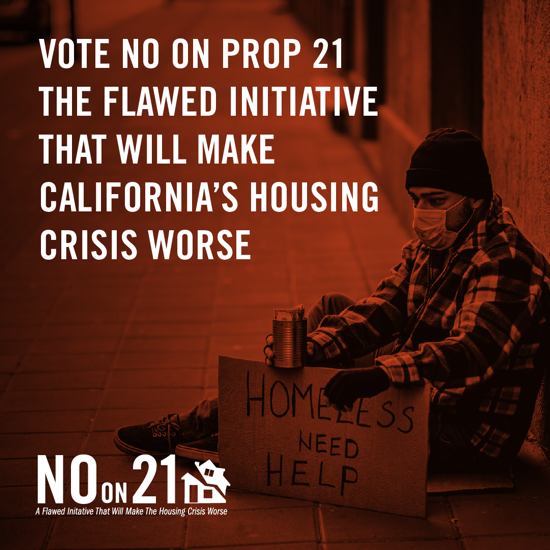 VOTE NO ON PROP 21
THE FLAWED INITIATIVE
THAT WILL MAKE
CALIFORNIA'S HOUSING
CRISIS WORSE
HOMELESS
NEED
HELP
NO ON 21
A Flawed Initative That Will Make The Housing Crisis Worse